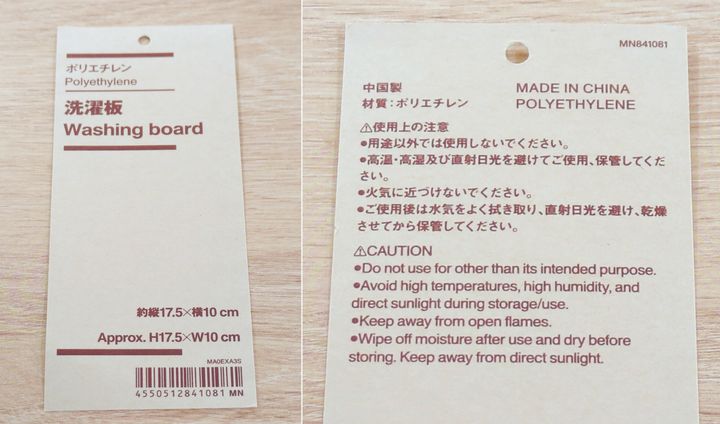 ポリエチレン
Polyethylene
洗濯板
Washing board
約縦17.5×横10 cm
Approx. H17.5×W10 cm
MA0EXA3S
4550512841081 MN
MN841081
中国製 MADE IN CHINA
材質:ポリエチレン POLYETHYLENE
⚠使用上の注意
●用途以外では使用しないでください。
●高温・高湿及び直射日光を避けてご使用、保管してくだ
さい。
●火気に近づけないでください。
●ご使用後は水気をよく拭き取り、直射日光を避け、乾燥
させてから保管してください。
⚠CAUTION
●Do not use for other than its intended purpose.
●Avoid high temperatures, high humidity, and
direct sunlight during storage/use.
●Keep away from open flames.
●Wipe off moisture after use and dry before
storing. Keep away from direct sunlight.